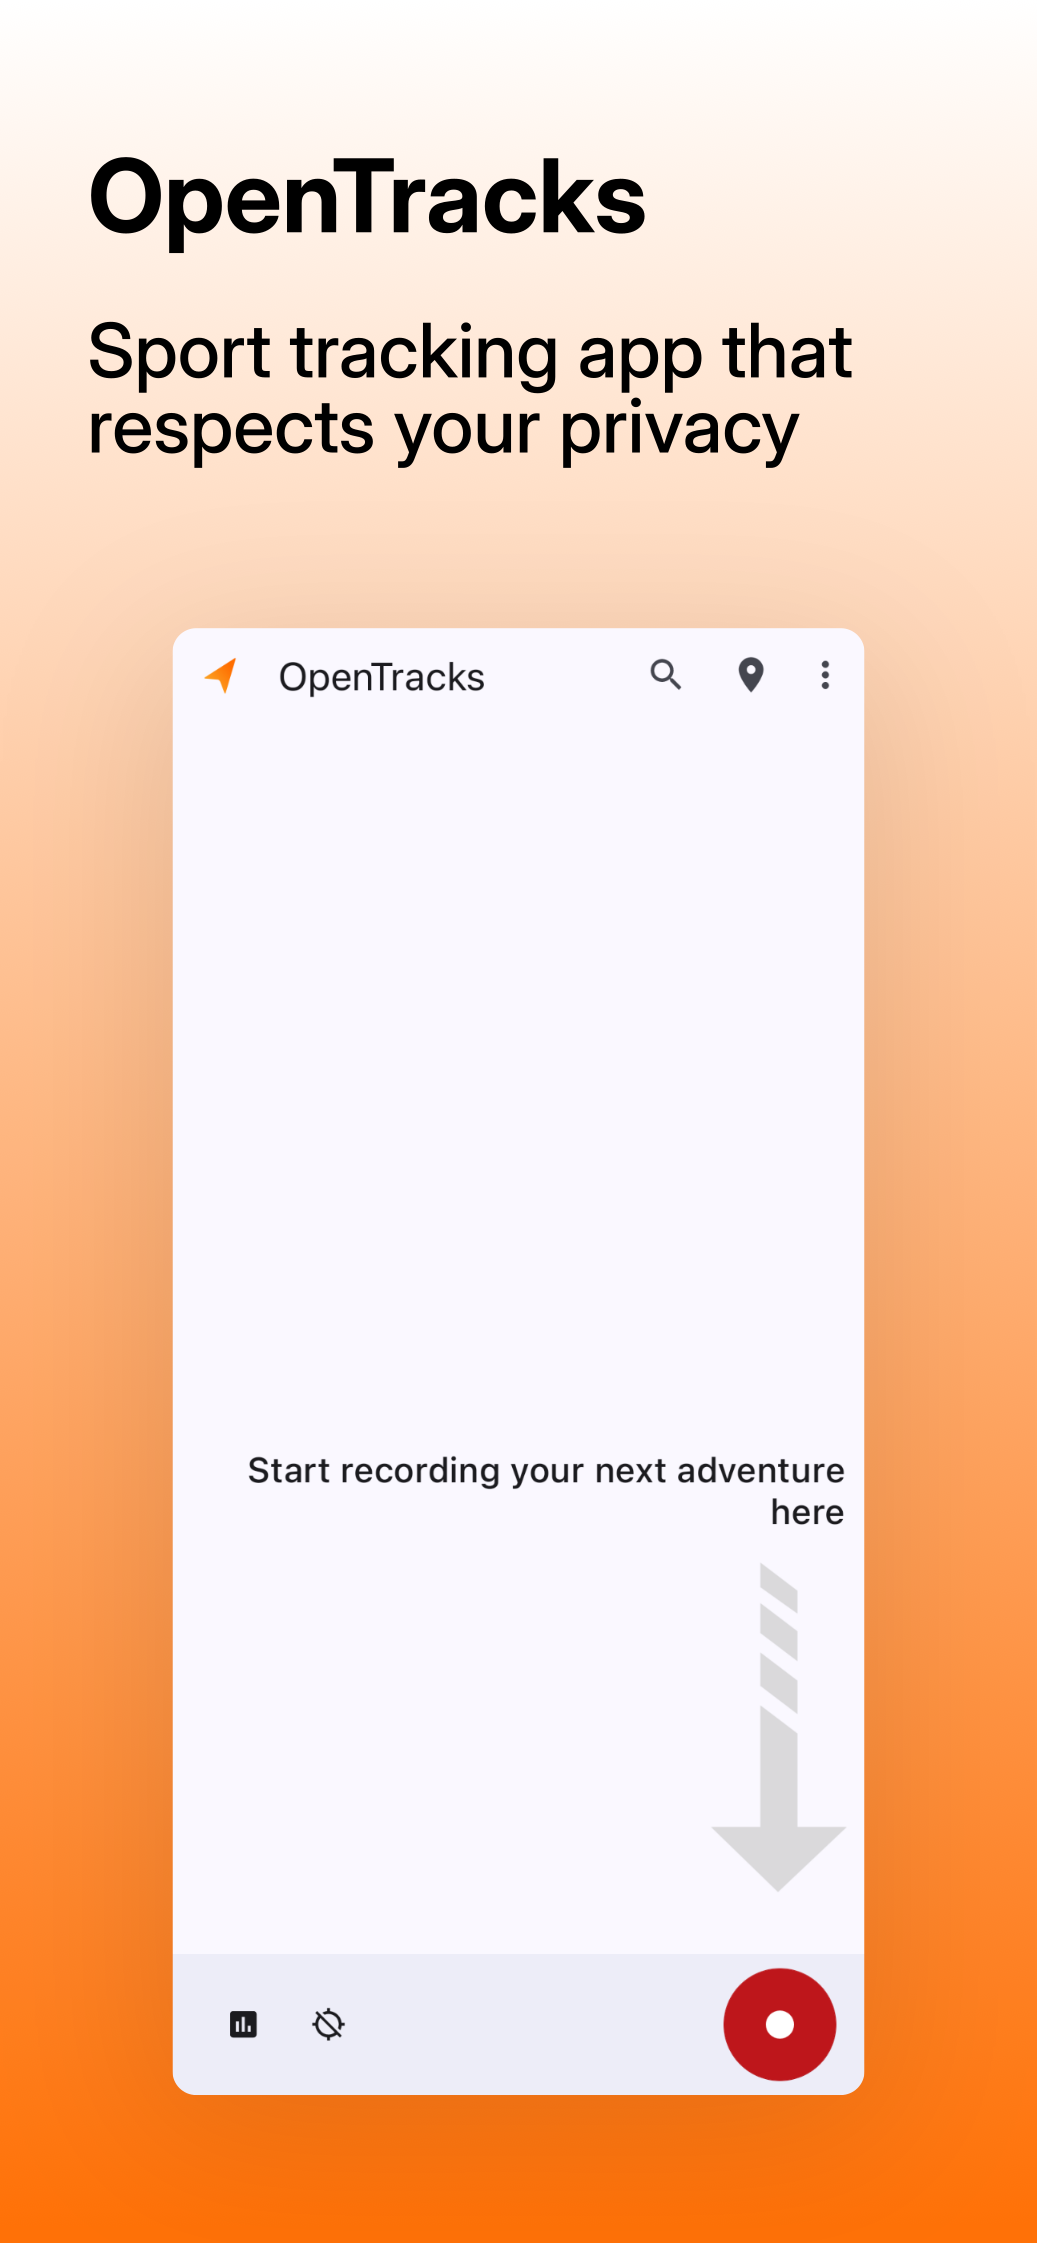 OpenTracks
Sport tracking app that
respects your privacy
OpenTracks
Start recording your next adventure
here